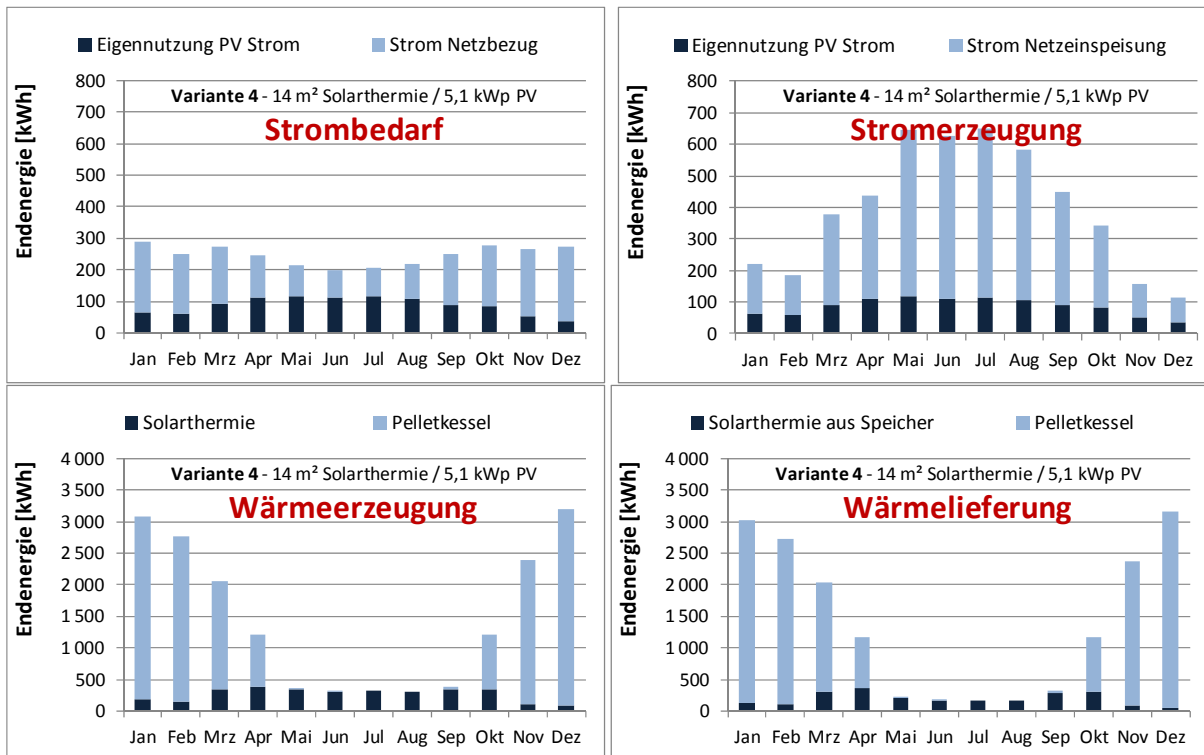 Eigennutzung PV Strom
Strom Netzbezug
Endenergie [kWh]
800
700
600
500
400
300
200
100
0
Variante 4 - 14 m² Solarthermie / 5,1 kWp PV
Strombedarf
Jan Feb Mrz Apr Mai Jun Jul Aug Sep Okt Nov Dez
Eigennutzung PV Strom
Strom Netzeinspeisung
Endenergie [kWh]
800
700
600
500
400
300
200
100
0
Variante 4 - 14 m² Solarthermie / 5,1 kWp PV
Stromerzeugung
Jan Feb Mrz Apr Mai Jun Jul Aug Sep Okt Nov Dez
Solarthermie
Pelletkessel
Endenergie [kWh]
4 000
3 500
3 000
2 500
2 000
1 500
1 000
500
0
Variante 4 - 14 m² Solarthermie / 5,1 kWp PV
Wärmeerzeugung
Jan Feb Mrz Apr Mai Jun Jul Aug Sep Okt Nov Dez
Solarthermie aus Speicher
Pelletkessel
Endenergie [kWh]
4 000
3 500
3 000
2 500
2 000
1 500
1 000
500
0
Variante 4 - 14 m² Solarthermie / 5,1 kWp PV
Wärmelieferung
Jan Feb Mrz Apr Mai Jun Jul Aug Sep Okt Nov Dez